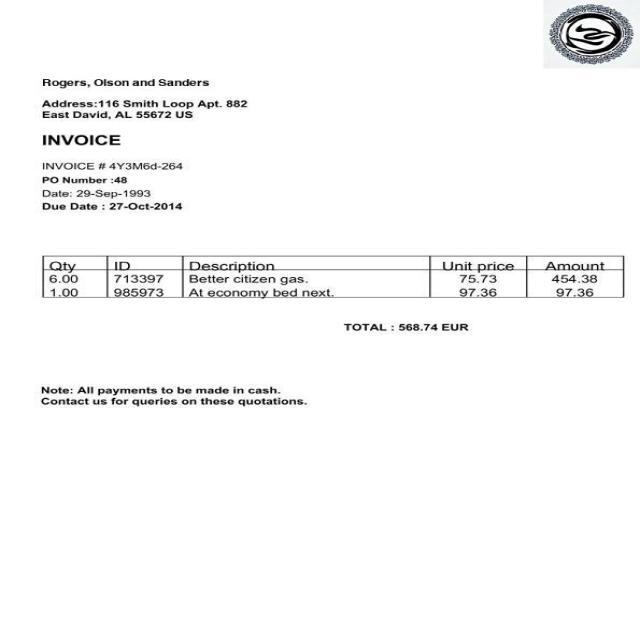 Rogers, Olson and Sanders
Address:116 Smith Loop Apt. 882
East David, AL 55672 US
INVOICE
INVOICE # 4Y3M6d-264
PO Number :48
Date: 29-Sep-1993
Due Date : 27-Oct-2014
Qty ID Description Unit price Amount
6.00 713397 Better citizen gas. 75.73 454.38
1.00 985973 At economy bed next. 97.36 97.36
TOTAL : 568.74 EUR
Note: All payments to be made in cash.
Contact us for queries on these quotations.